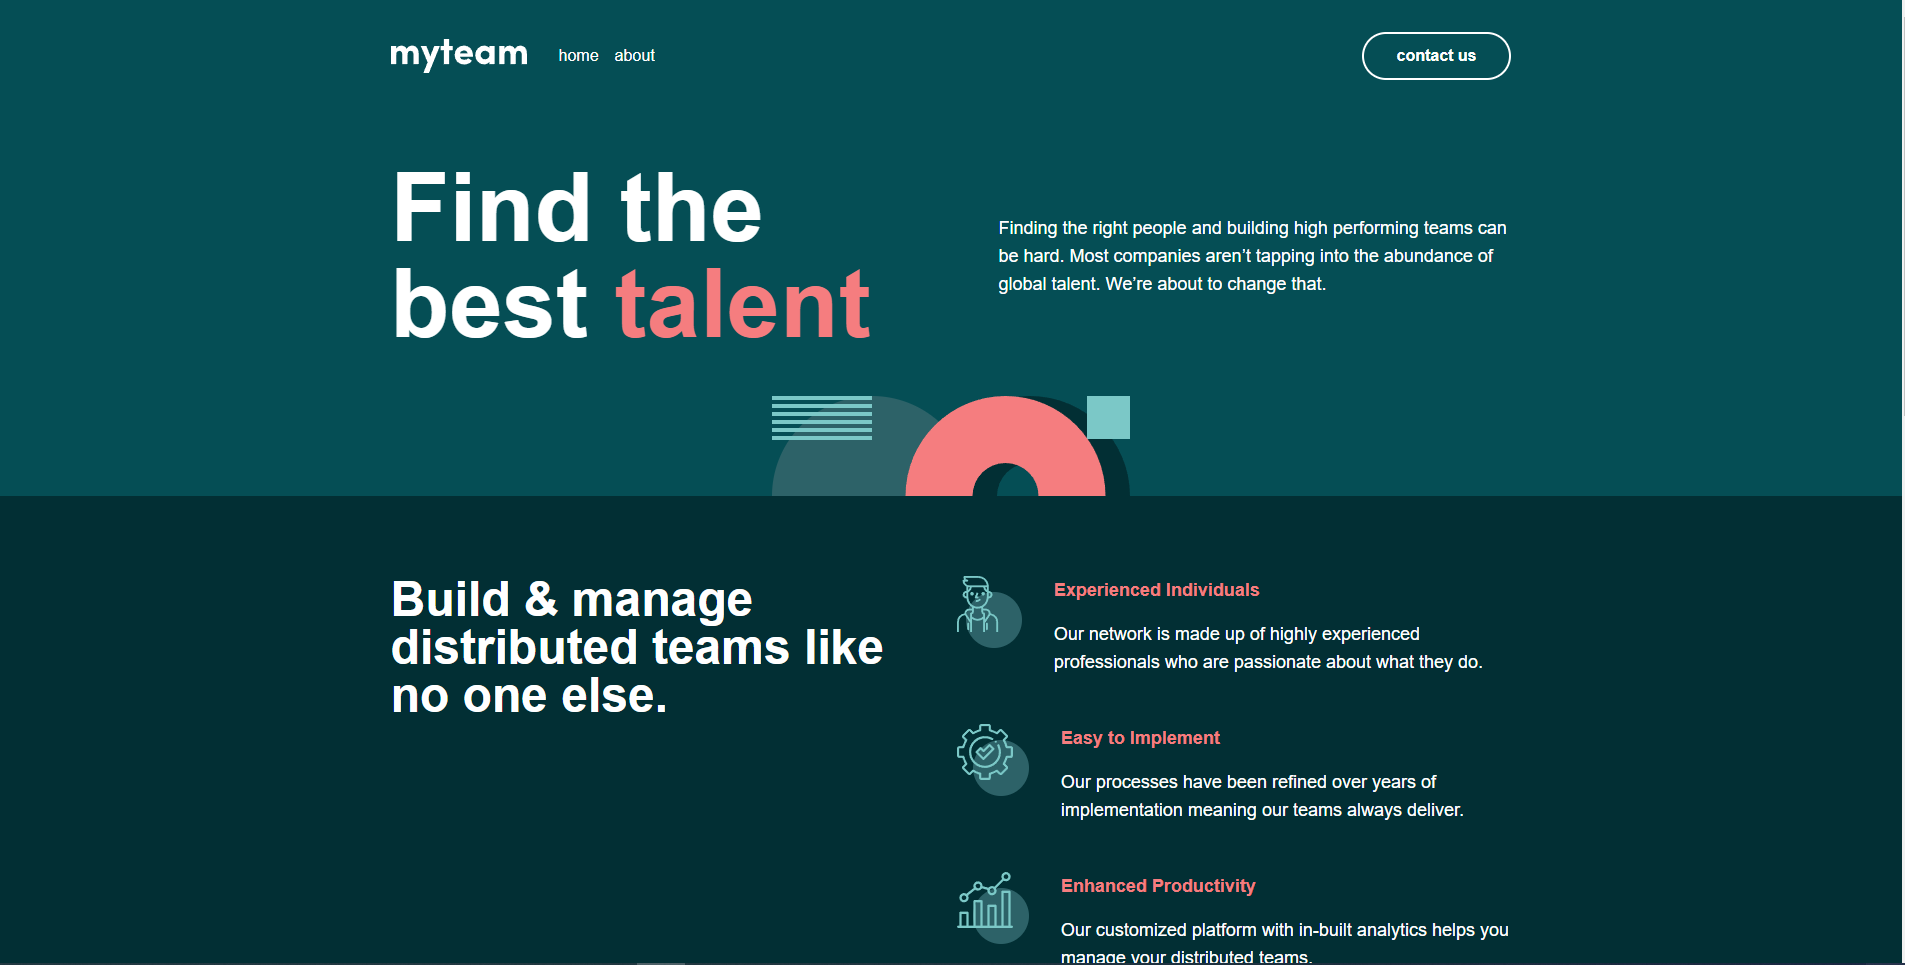 myteam home about contact us
Find the
best talent
Finding the right people and building high performing teams can
be hard. Most companies aren’t tapping into the abundance of
global talent. We’re about to change that.
Build & manage
distributed teams like
no one else.
Experienced Individuals
Our network is made up of highly experienced
professionals who are passionate about what they do.
Easy to Implement
Our processes have been refined over years of
implementation meaning our teams always deliver.
Enhanced Productivity
Our customized platform with in-built analytics helps you
manage your distributed teams.